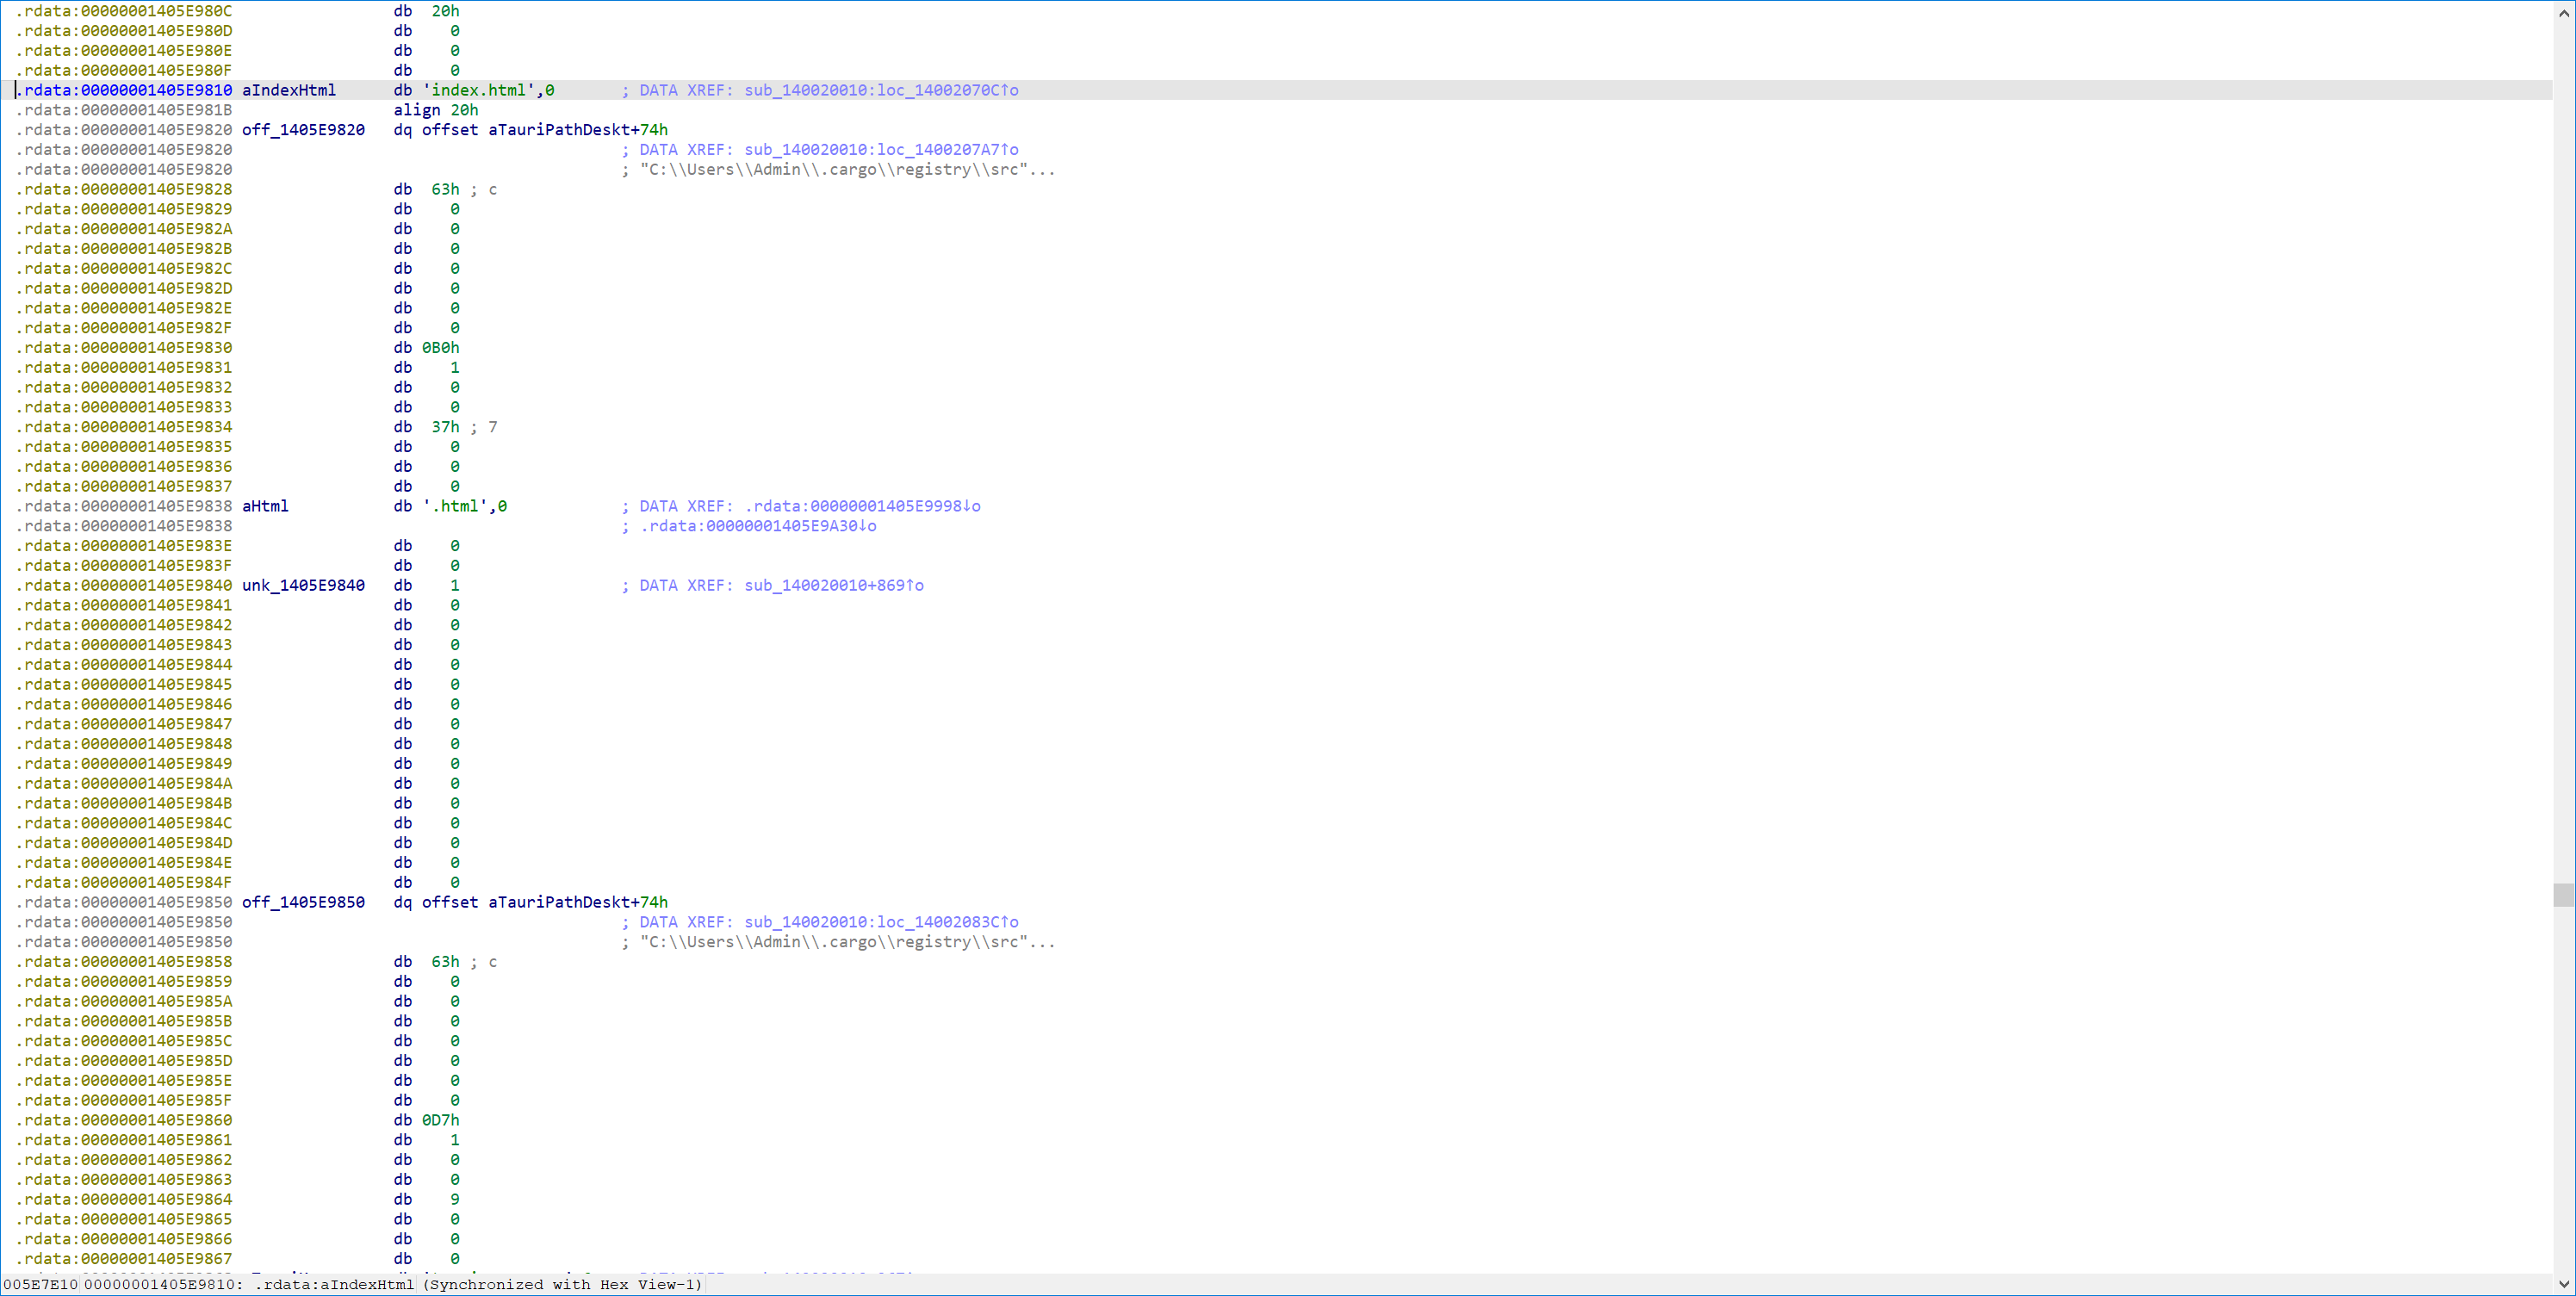 .rdata:00000001405E980C db 20h
.rdata:00000001405E980D db 0
.rdata:00000001405E980E db 0
.rdata:00000001405E980F db 0
.rdata:00000001405E9810 aIndexHtml db 'index.html',0 ; DATA XREF: sub_140020010:loc_14002070C↑o
.rdata:00000001405E981B align 20h
.rdata:00000001405E9820 off_1405E9820 dq offset aTauriPathDeskt+74h
.rdata:00000001405E9820 ; DATA XREF: sub_140020010:loc_1400207A7↑o
.rdata:00000001405E9820 ; "C:\\Users\\Admin\\.cargo\\registry\\src"...
.rdata:00000001405E9828 db 63h ; c
.rdata:00000001405E9829 db 0
.rdata:00000001405E982A db 0
.rdata:00000001405E982B db 0
.rdata:00000001405E982C db 0
.rdata:00000001405E982D db 0
.rdata:00000001405E982E db 0
.rdata:00000001405E982F db 0
.rdata:00000001405E9830 db 0B0h
.rdata:00000001405E9831 db 1
.rdata:00000001405E9832 db 0
.rdata:00000001405E9833 db 0
.rdata:00000001405E9834 db 37h ; 7
.rdata:00000001405E9835 db 0
.rdata:00000001405E9836 db 0
.rdata:00000001405E9837 db 0
.rdata:00000001405E9838 aHtml db '.html',0 ; DATA XREF: .rdata:00000001405E9998↓o
.rdata:00000001405E9838 ; .rdata:00000001405E9A30↓o
.rdata:00000001405E983E db 0
.rdata:00000001405E983F db 0
.rdata:00000001405E9840 unk_1405E9840 db 1 ; DATA XREF: sub_140020010+869↑o
.rdata:00000001405E9841 db 0
.rdata:00000001405E9842 db 0
.rdata:00000001405E9843 db 0
.rdata:00000001405E9844 db 0
.rdata:00000001405E9845 db 0
.rdata:00000001405E9846 db 0
.rdata:00000001405E9847 db 0
.rdata:00000001405E9848 db 0
.rdata:00000001405E9849 db 0
.rdata:00000001405E984A db 0
.rdata:00000001405E984B db 0
.rdata:00000001405E984C db 0
.rdata:00000001405E984D db 0
.rdata:00000001405E984E db 0
.rdata:00000001405E984F db 0
.rdata:00000001405E9850 off_1405E9850 dq offset aTauriPathDeskt+74h
.rdata:00000001405E9850 ; DATA XREF: sub_140020010:loc_14002083C↑o
.rdata:00000001405E9850 ; "C:\\Users\\Admin\\.cargo\\registry\\src"...
.rdata:00000001405E9858 db 63h ; c
.rdata:00000001405E9859 db 0
.rdata:00000001405E985A db 0
.rdata:00000001405E985B db 0
.rdata:00000001405E985C db 0
.rdata:00000001405E985D db 0
.rdata:00000001405E985E db 0
.rdata:00000001405E985F db 0
.rdata:00000001405E9860 db 0D7h
.rdata:00000001405E9861 db 1
.rdata:00000001405E9862 db 0
.rdata:00000001405E9863 db 0
.rdata:00000001405E9864 db 9
.rdata:00000001405E9865 db 0
.rdata:00000001405E9866 db 0
.rdata:00000001405E9867 db 0
005E7E10 00000001405E9810: .rdata:aIndexHtml (Synchronized with Hex View-1)